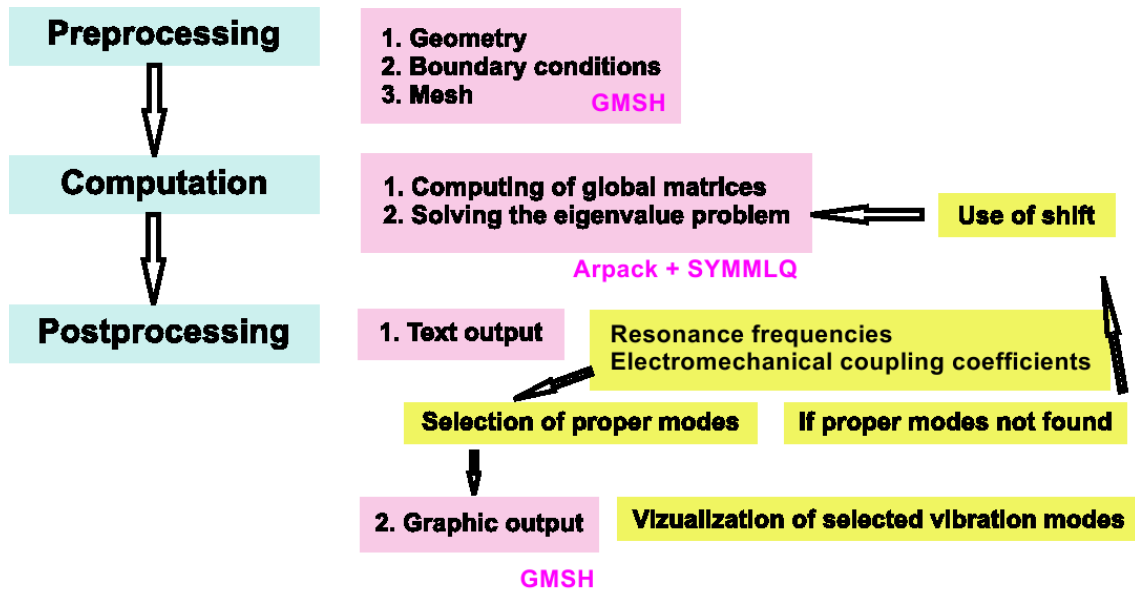 Preprocessing
1. Geometry
2. Boundary conditions
3. Mesh
GMSH
Computation
1. Computing of global matrices
2. Solving the eigenvalue problem
Use of shift
Arpack + SYMMLQ
Postprocessing
1. Text output
Resonance frequencies
Electromechanical coupling coefficients
Selection of proper modes
If proper modes not found
2. Graphic output
Vizualization of selected vibration modes
GMSH